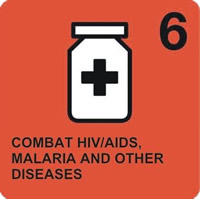 6
COMBAT HIV/AIDS,
MALARIA AND OTHER
DISEASES